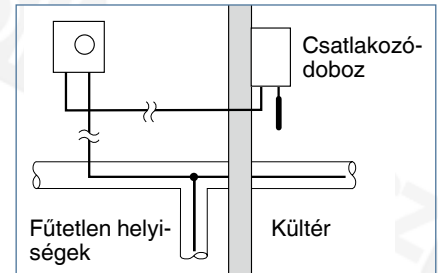 Csatlakozó-
doboz
Fűtetlen helyi-
ségek
Kültér